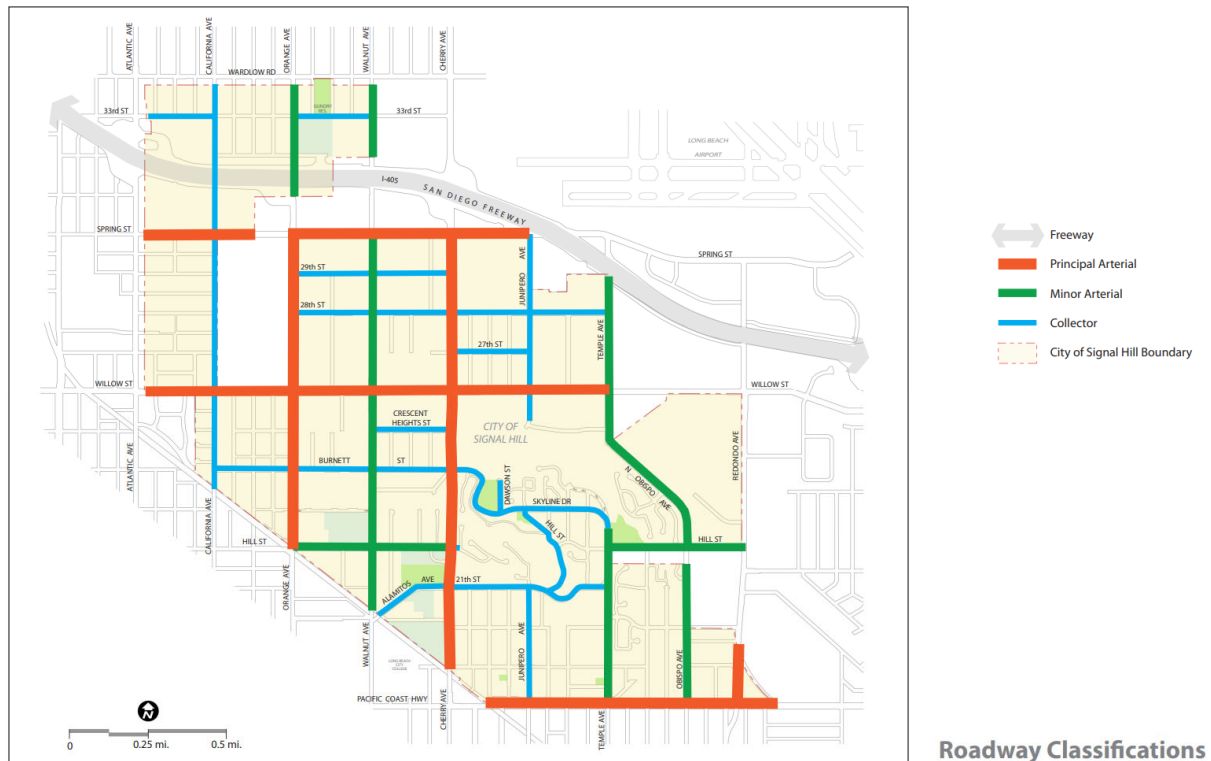 ATLANTIC AVE
CALIFORNIA AVE
ORANGE AVE
WALNUT AVE
CHERRY AVE
WARDLOW RD
33rd ST
33rd ST
LONG BEACH
AIRPORT
I-405
SAN DIEGO FREEWAY
SPRING ST
SPRING ST
JUNIPERO AVE
29th ST
28th ST
27th ST
TEMPLE AVE
WILLOW ST
WILLOW ST
CRESCENT
HEIGHTS ST
CITY OF
SIGNAL HILL
BURNETT ST
DAWSON ST
SKYLINE DR
HILL ST
N OBISPO AVE
REDONDO AVE
ATLANTIC AVE
CALIFORNIA AVE
HILL ST
HILL ST
ORANGE AVE
ALAMITOS AVE
21th ST
WALNUT AVE
LONG BEACH
CITY
COLLEGE
JUNIPERO AVE
OBISPO AVE
PACIFIC COAST HWY
CHERRY AVE
TEMPLE AVE
N
0 0.25 mi. 0.5 mi.
Freeway
Principal Arterial
Minor Arterial
Collector
City of Signal Hill Boundary
Roadway Classifications